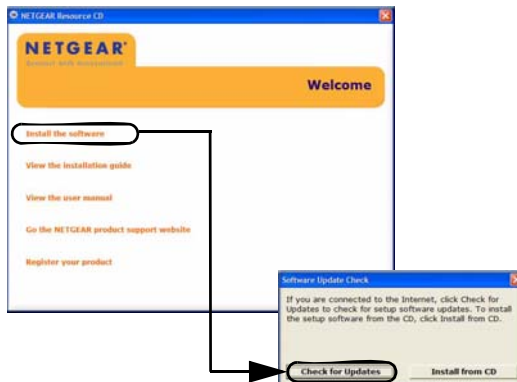 NETGEAR Resource CD
NETGEAR
Welcome
Install the software
View the installation guide
View the user manual
Go the NETGEAR product support website
Register your product
Software Update Check
If you are connected to the Internet, click Check for
Updates to check for setup software updates. To install
the setup software from the CD, click Install from CD.
Check for Updates
Install from CD